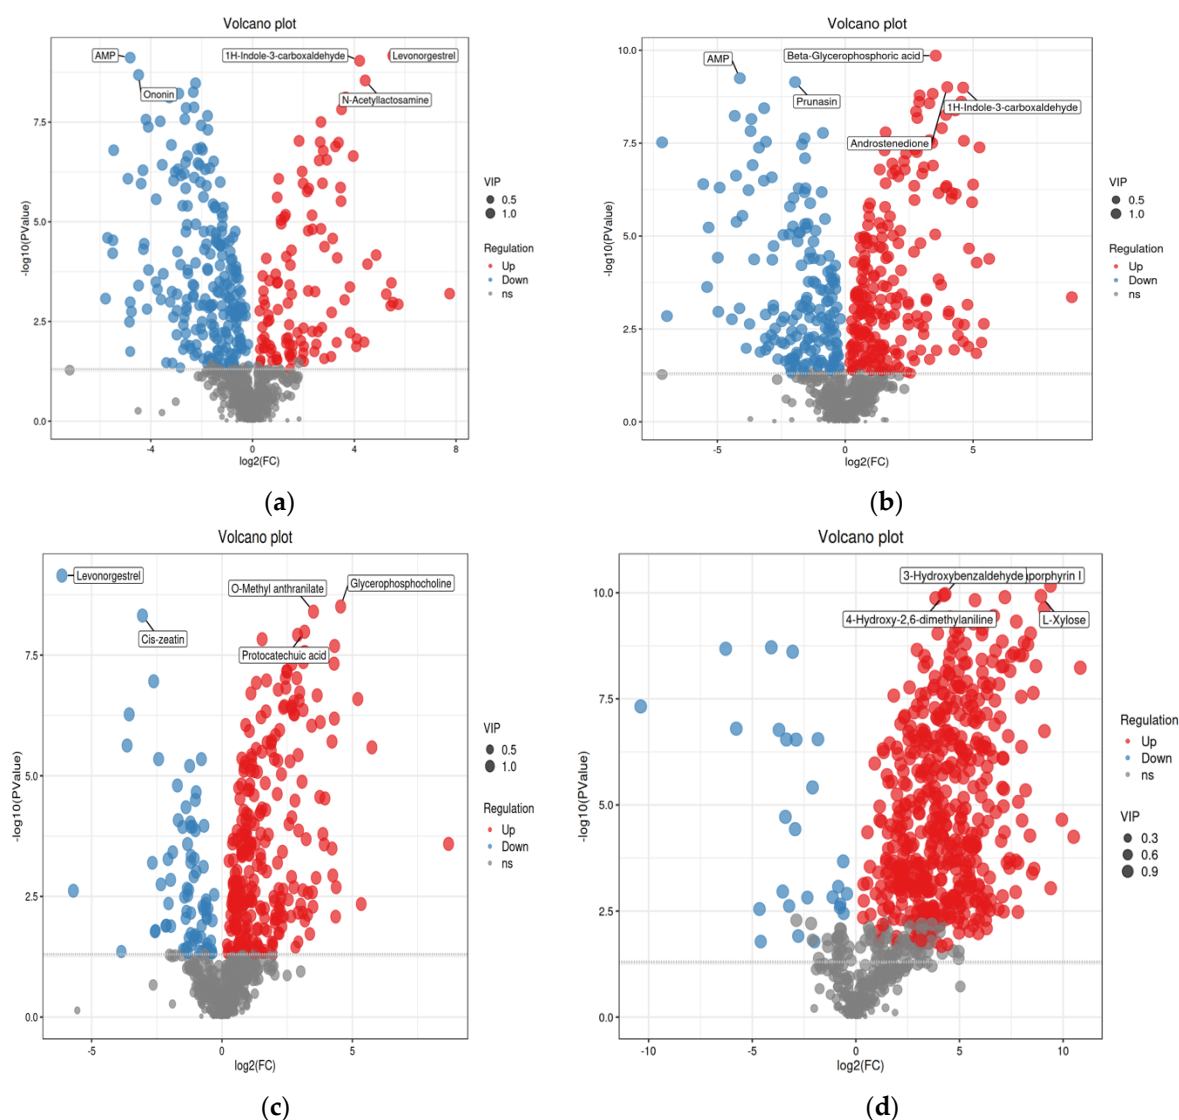 Volcano plot
AMP
1H-Indole-3-carboxaldehyde
Levonorgestrel
Ononin
N-Acetyllactosamine
-log10(PValue)
7.5
5.0
2.5
0.0
-4
0
4
8
log2(FC)
VIP
0.5
1.0
Regulation
Up
Down
ns
(a)
Volcano plot
Beta-Glycerophosphoric acid
AMP
Prunasin
1H-Indole-3-carboxaldehyde
Androstenedione
-log10(PValue)
10.0
7.5
5.0
2.5
0.0
-5.0
0.0
5
log2(FC)
VIP
0.5
1.0
Regulation
Up
Down
ns
(b)
Volcano plot
Levonorgestrel
O-Methyl anthranilate
Glycerophosphocholine
Cis-zeatin
Protocatechuic acid
-log10(PValue)
7.5
5.0
2.5
0.0
-5
0
5
log2(FC)
VIP
0.5
1.0
Regulation
Up
Down
ns
(c)
Volcano plot
3-Hydroxybenzaldehyde
porphyrin I
4-Hydroxy-2,6-dimethylaniline
L-Xylose
-log10(PValue)
10.0
7.5
5.0
2.5
0.0
-10
-5
0
5
10
log2(FC)
Regulation
Up
Down
ns
VIP
0.3
0.6
0.9
(d)